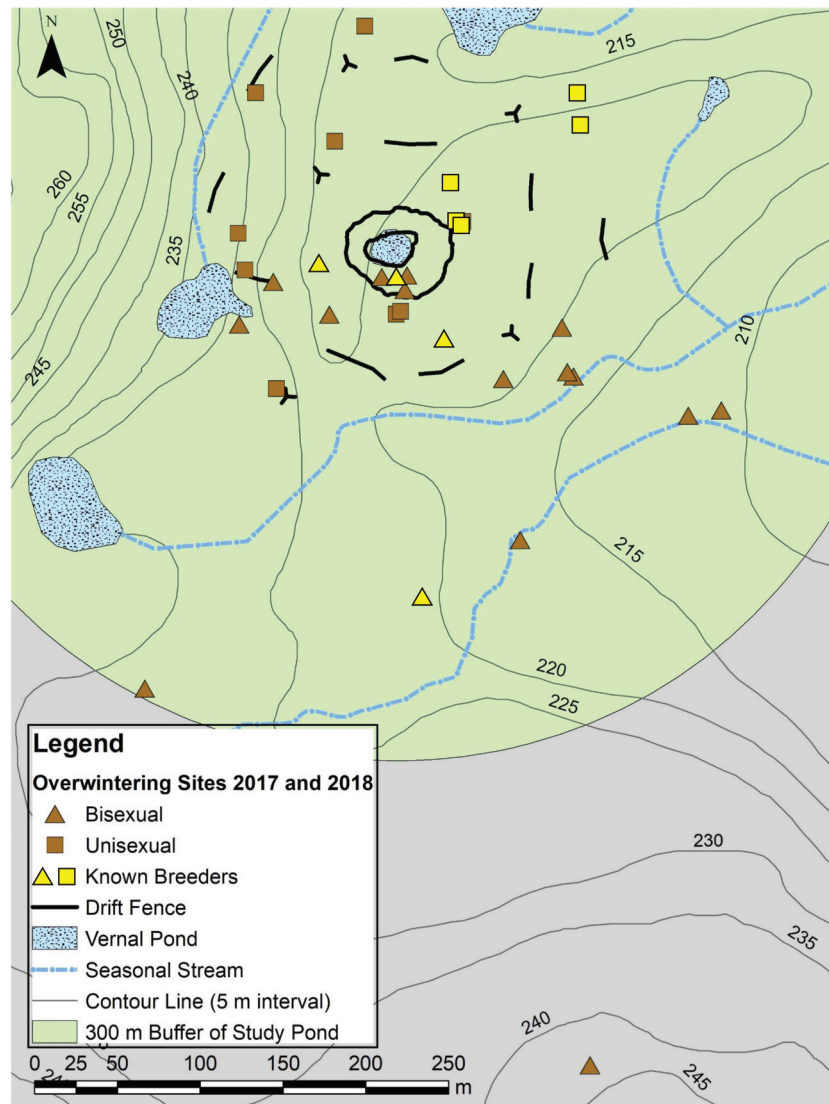 N
250
240
215
260
255
235
245
210
215
220
225
Legend
Overwintering Sites 2017 and 2018
Bisexual
Unisexual
Known Breeders
Drift Fence
Vernal Pond
Seasonal Stream
Contour Line (5 m interval)
300 m Buffer of Study Pond
230
235
240
245
0 25 50 100 150 200 250
m